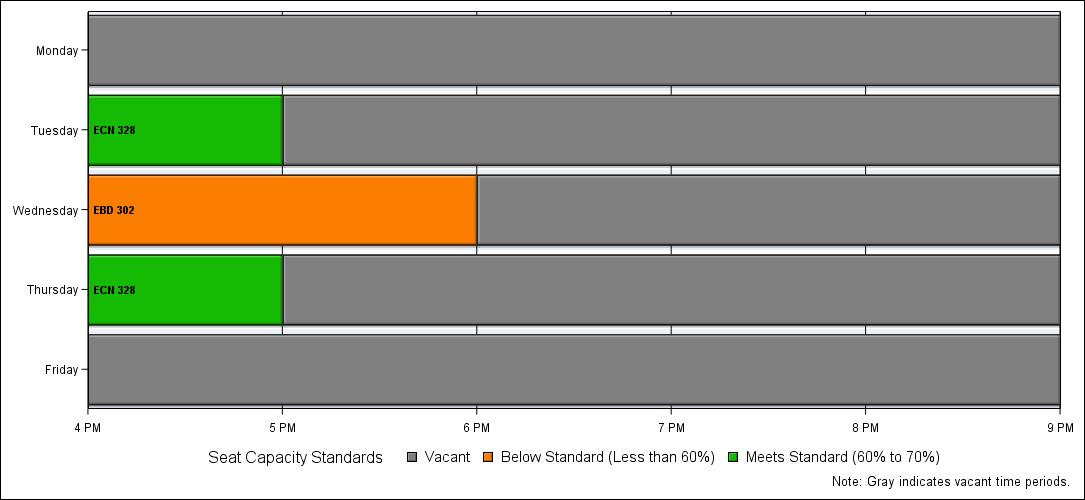 Monday
Tuesday
ECN 328
Wednesday
EBD 302
Thursday
ECN 328
Friday
4 PM 5 PM 6 PM 7 PM 8 PM 9 PM
Seat Capacity Standards Vacant Below Standard (Less than 60%) Meets Standard (60% to 70%)
Note: Gray indicates vacant time periods.